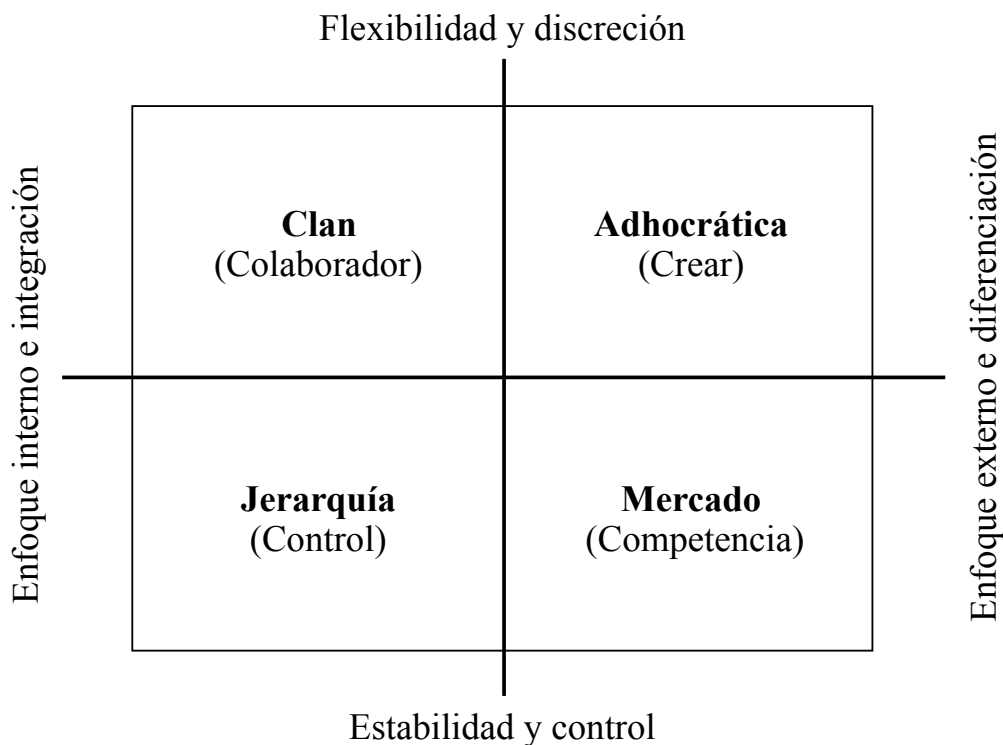 Flexibilidad y discreción
Enfoque interno e integración
Clan
(Colaborador)
Adhocrática
(Crear)
Enfoque externo e diferenciación
Jerarquía
(Control)
Mercado
(Competencia)
Estabilidad y control